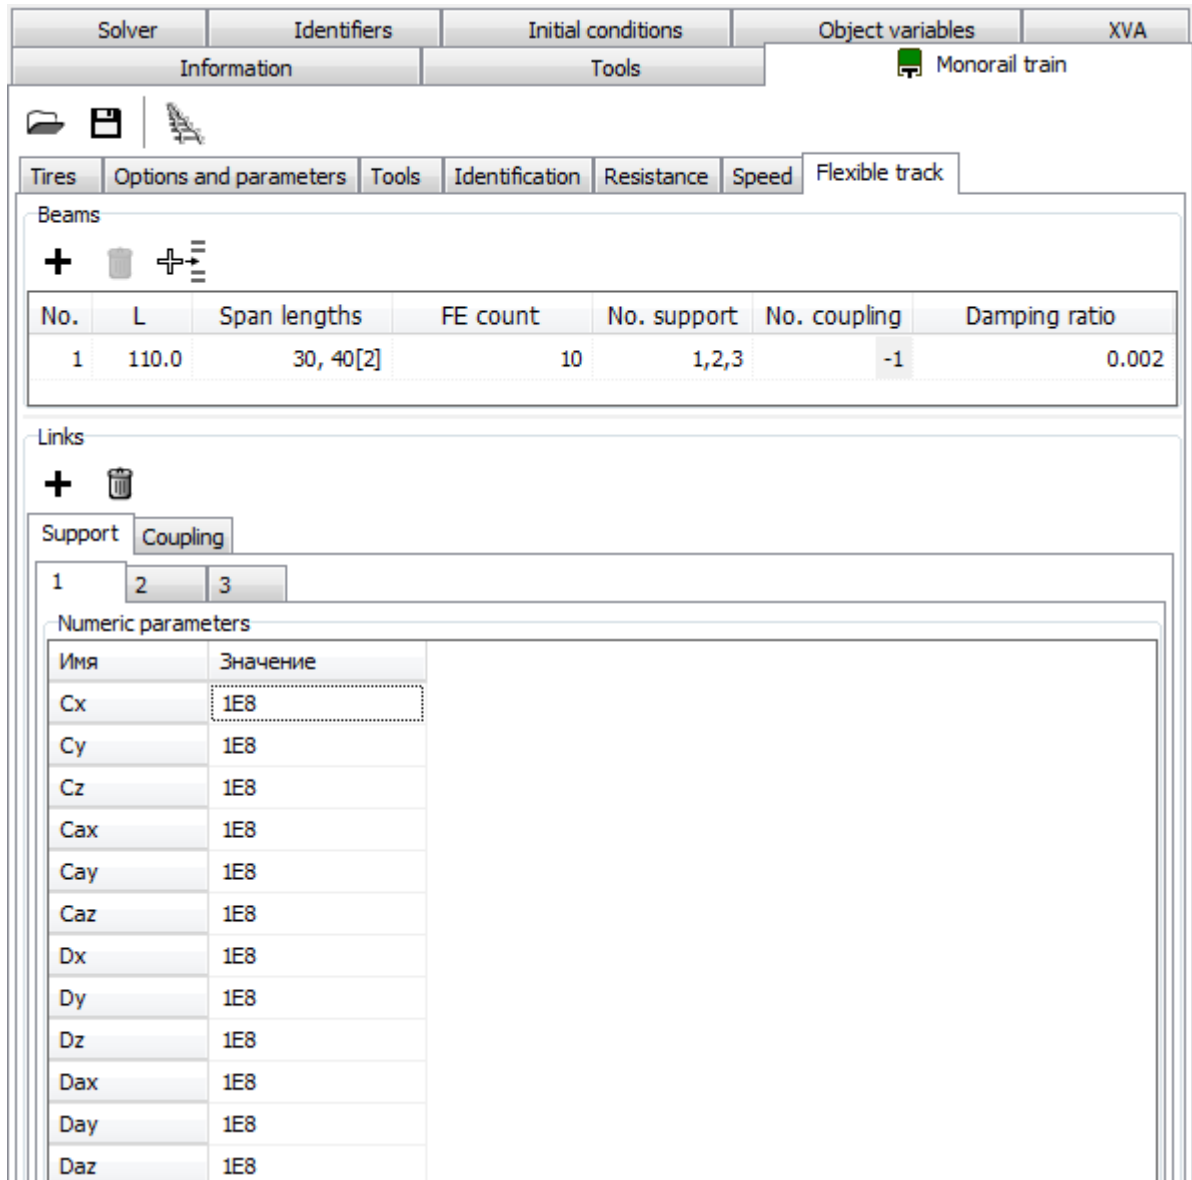 Solver Identifiers Initial conditions Object variables XVA
Information Tools Monorail train
Tires Options and parameters Tools Identification Resistance Speed Flexible track
Beams
No. L Span lengths FE count No. support No. coupling Damping ratio
1 110.0 30, 40[2] 10 1,2,3 -1 0.002
Links
Support Coupling
1 2 3
Numeric parameters
Имя Значение
Cx 1E8
Cy 1E8
Cz 1E8
Cax 1E8
Cay 1E8
Caz 1E8
Dx 1E8
Dy 1E8
Dz 1E8
Dax 1E8
Day 1E8
Daz 1E8